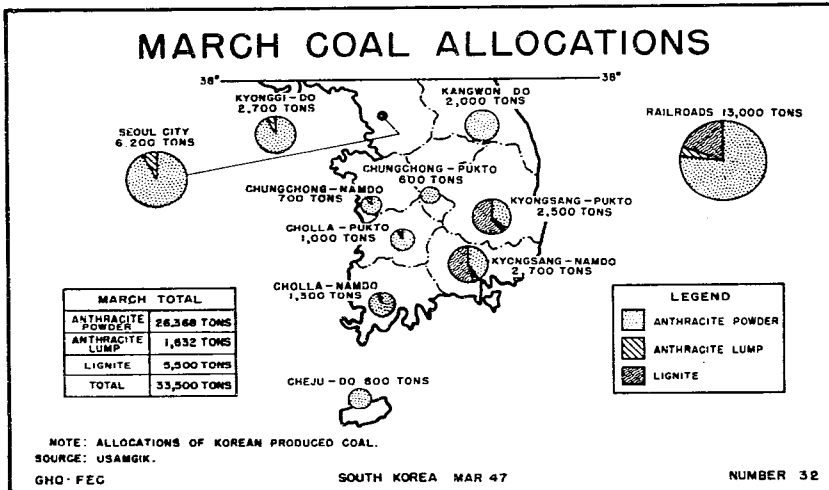 MARCH COAL ALLOCATIONS
38° 38°
KYONGGI-DO
2,700 TONS
KANGWON DO
2,000 TONS
RAILROADS 13,000 TONS
SEOUL CITY
6,200 TONS
CHUNGCHONG-PUKTO
600 TONS
CHUNGCHONG-NAMDO
700 TONS
KYONGSANG-PUKTO
2,500 TONS
CHOLLA-PUKTO
1,000 TONS
KYONGSANG-NAMDO
2,700 TONS
CHOLLA-NAMDO
1,500 TONS
MARCH TOTAL
ANTHRACITE POWDER 26,368 TONS
ANTHRACITE LUMP 1,632 TONS
LIGNITE 5,500 TONS
TOTAL 33,500 TONS
LEGEND
ANTHRACITE POWDER
ANTHRACITE LUMP
LIGNITE
CHEJU-DO 600 TONS
NOTE: ALLOCATIONS OF KOREAN PRODUCED COAL.
SOURCE: USAMGIK.
GHQ-FEC SOUTH KOREA MAR 47 NUMBER 32